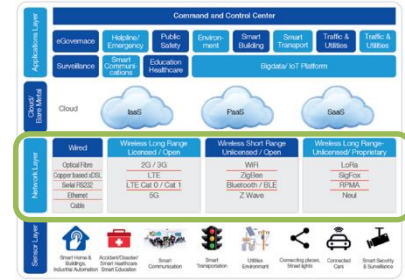 Applications Layer
Command and Control Center
eGovernace
Helpline/
Emergency
Public
Safety
Environ-
ment
Smart
Building
Smart
Transport
Traffic &
Utilities
Traffic &
Utilities
Surveillance
Smart
Communi-
cations
Education
Healthcare
Bigdata/ IoT Platform
Cloud/
Bare Metal
Cloud
IaaS
PaaS
SaaS
Network Layer
Wired
Wireless Long Range
Licensed / Open
Wireless Short Range
Unlicensed / Open
Wireless Long Range-
Unlicensed/ Proprietary
Optical Fibre
2G / 3G
WiFi
LoRa
Copper based xDSL
LTE
ZigBee
SigFox
Serial RS232
LTE Cat 0 / Cat 1
Bluetooth / BLE
RPMA
Ethernet
5G
Z Wave
Neul
Cable
Sensor Layer
Smart Home &
Buildings,
Industrial Automation
Accident/Disaster/
Smart Healthcare
Smart Education
Smart
Communication
Smart
Transportation
Utilities
Environment
Connecting places,
Street lights
Connected
Cars
Smart Security
& Surveillance